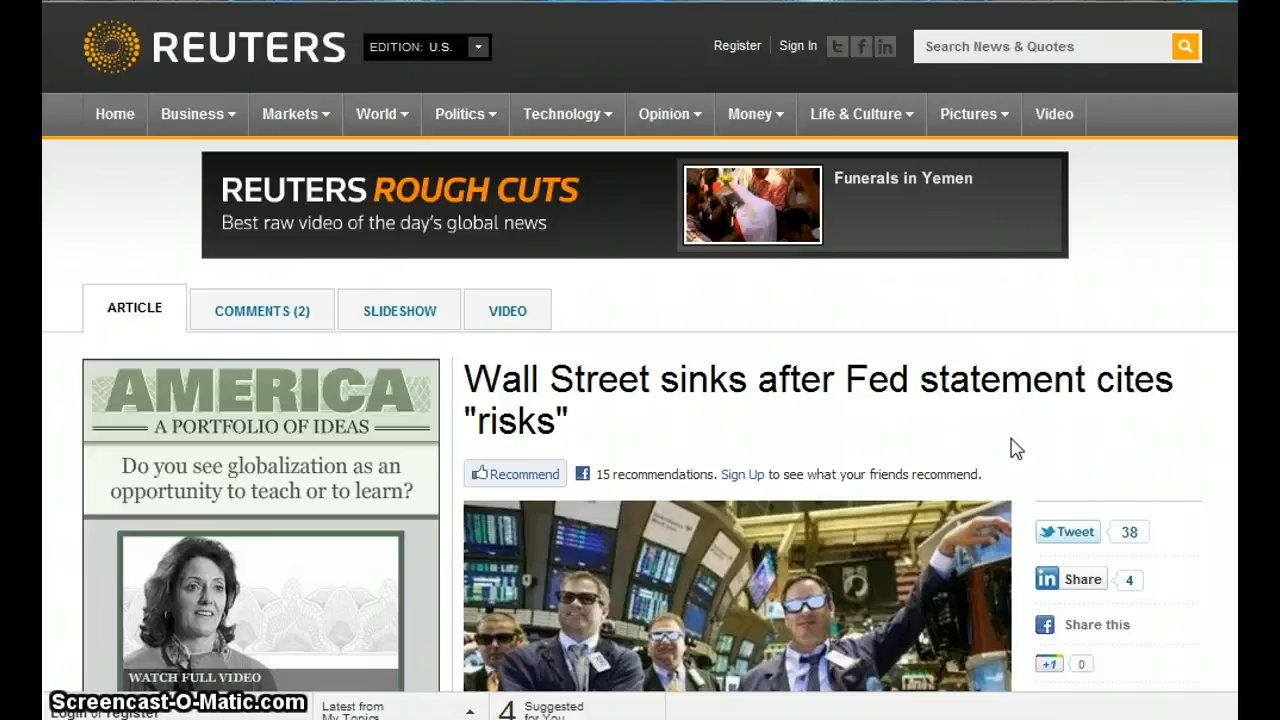 REUTERS
EDITION: U.S.
Register
Sign In
Search News & Quotes
Home
Business
Markets
World
Politics
Technology
Opinion
Money
Life & Culture
Pictures
Video
REUTERS ROUGH CUTS
Best raw video of the day's global news
Funerals in Yemen
ARTICLE
COMMENTS (2)
SLIDESHOW
VIDEO
AMERICA
A PORTFOLIO OF IDEAS
Do you see globalization as an
opportunity to teach or to learn?
WATCH FULL VIDEO
Wall Street sinks after Fed statement cites
"risks"
Recommend
15 recommendations. Sign Up to see what your friends recommend.
Tweet 38
in Share 4
Share this
+1 0
Screencast-O-Matic.com
Login or register
Latest from
My Topics
4 Suggested
for You